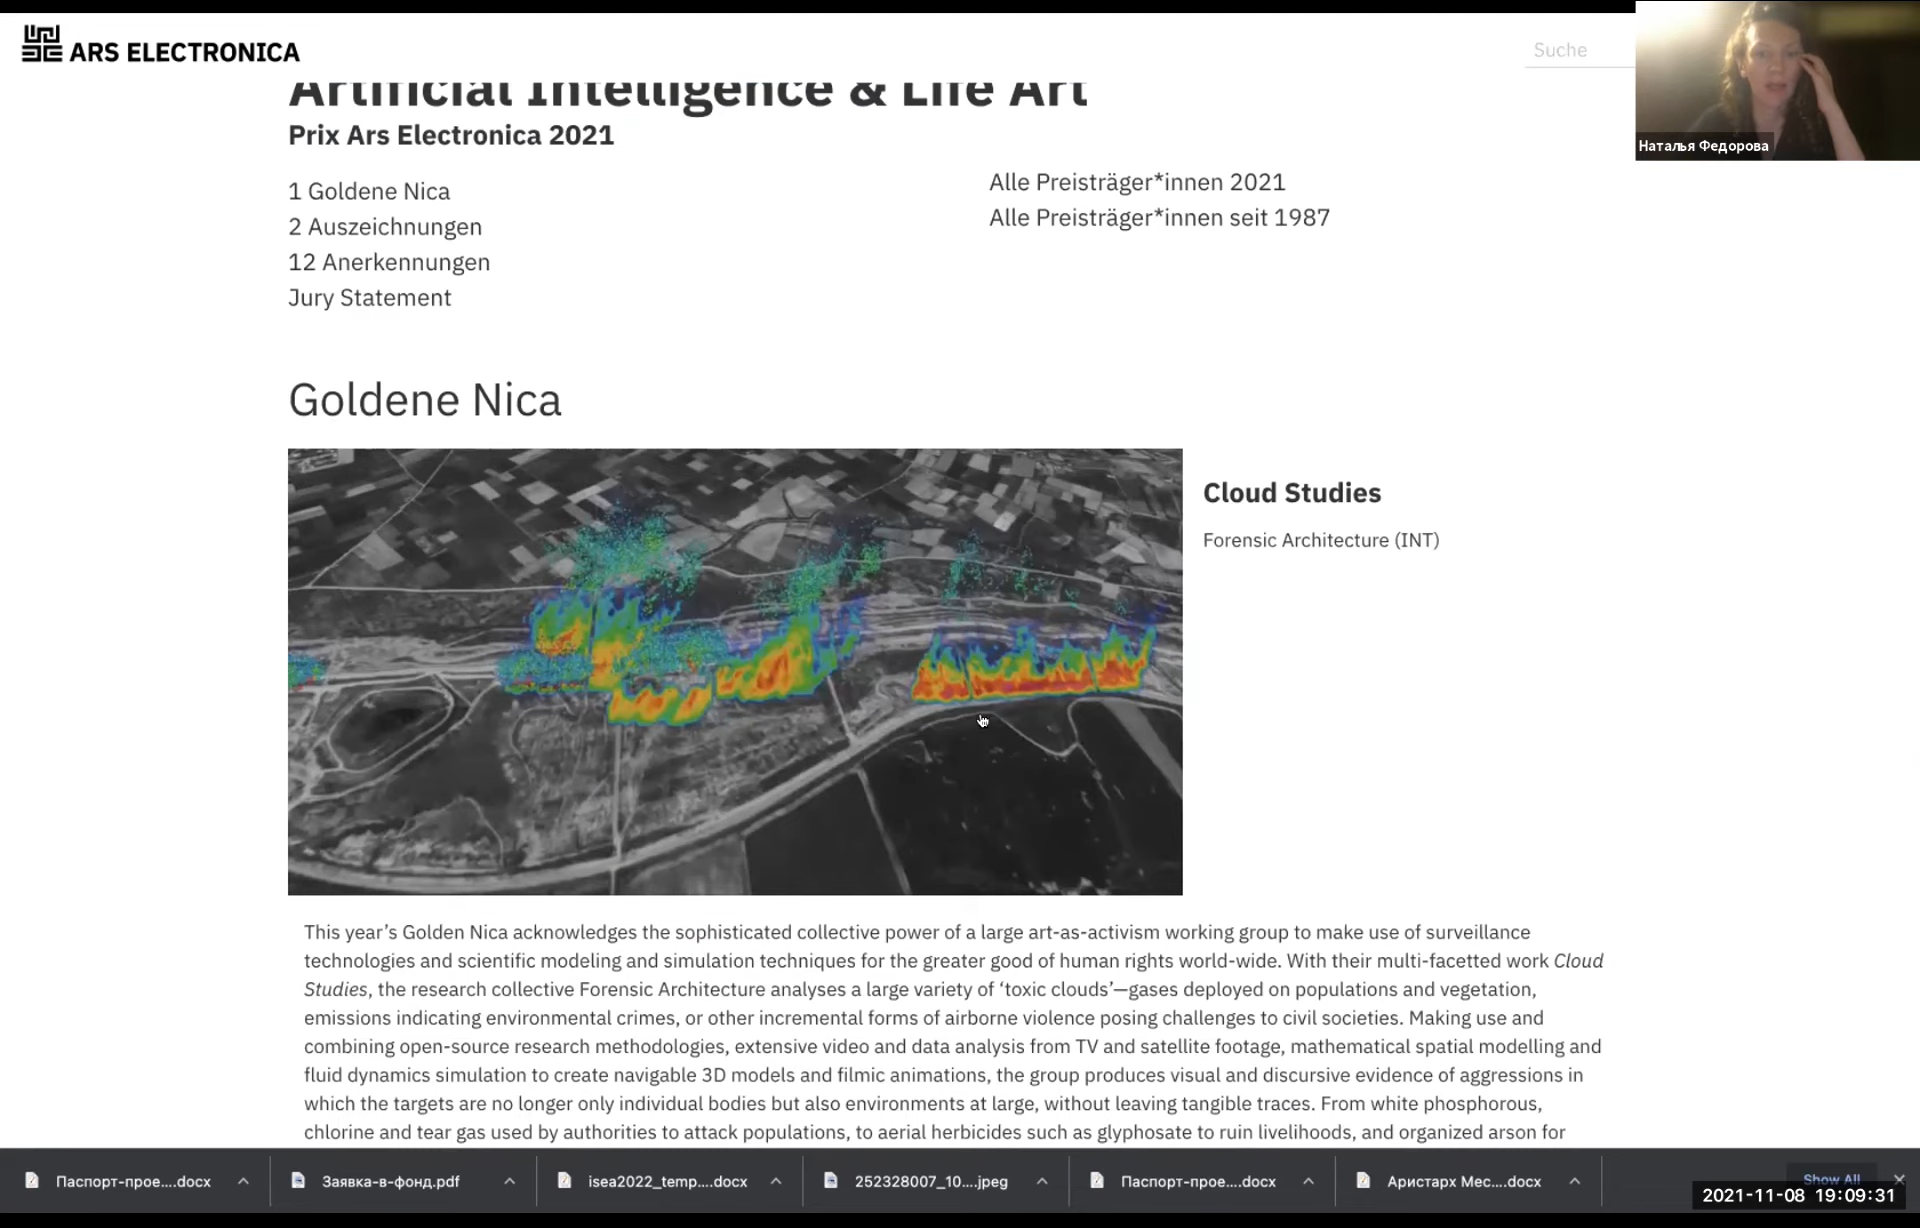 ARS ELECTRONICA
Suche
Artificial Intelligence & Life Art
Prix Ars Electronica 2021
Наталья Федорова
1 Goldene Nica
2 Auszeichnungen
12 Anerkennungen
Jury Statement
Alle Preisträger*innen 2021
Alle Preisträger*innen seit 1987
Goldene Nica
Cloud Studies
Forensic Architecture (INT)
This year’s Golden Nica acknowledges the sophisticated collective power of a large art-as-activism working group to make use of surveillance
technologies and scientific modeling and simulation techniques for the greater good of human rights world-wide. With their multi-facetted work Cloud
Studies, the research collective Forensic Architecture analyses a large variety of ‘toxic clouds’—gases deployed on populations and vegetation,
emissions indicating environmental crimes, or other incremental forms of airborne violence posing challenges to civil societies. Making use and
combining open-source research methodologies, extensive video and data analysis from TV and satellite footage, mathematical spatial modelling and
fluid dynamics simulation to create navigable 3D models and filmic animations, the group produces visual and discursive evidence of aggressions in
which the targets are no longer only individual bodies but also environments at large, without leaving tangible traces. From white phosphorous,
chlorine and tear gas used by authorities to attack populations, to aerial herbicides such as glyphosate to ruin livelihoods, and organized arson for
Паспорт-прое....docx
Заявка-в-фонд.pdf
isea2022_temp....docx
252328007_10....jpeg
Паспорт-прое....docx
Аристарх Мес....docx
Show All
2021-11-08 19:09:31